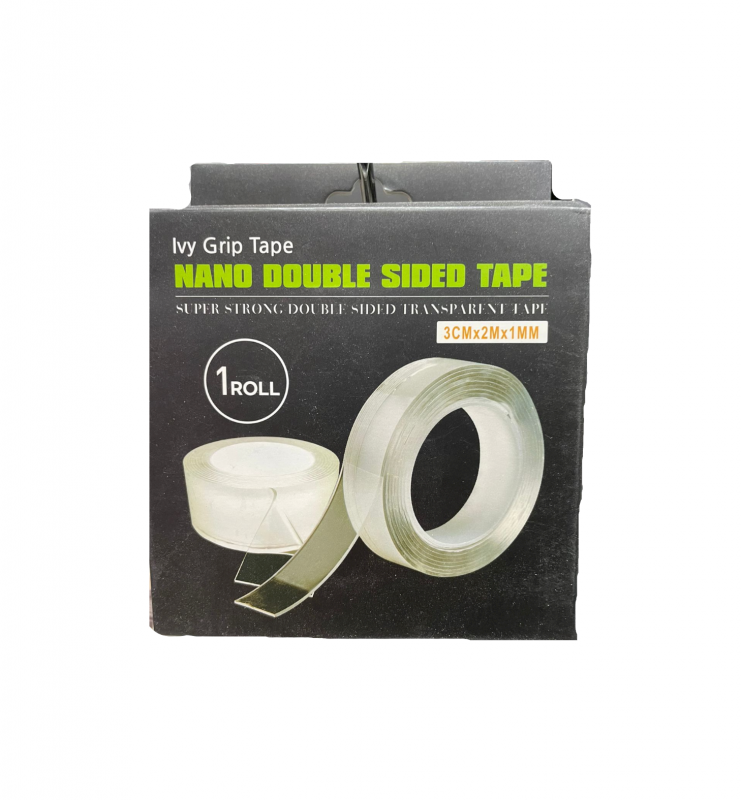 Ivy Grip Tape
NANO DOUBLE SIDED TAPE
SUPER STRONG DOUBLE SIDED TRANSPARENT TAPE
3CMx2Mx1MM
1ROLL